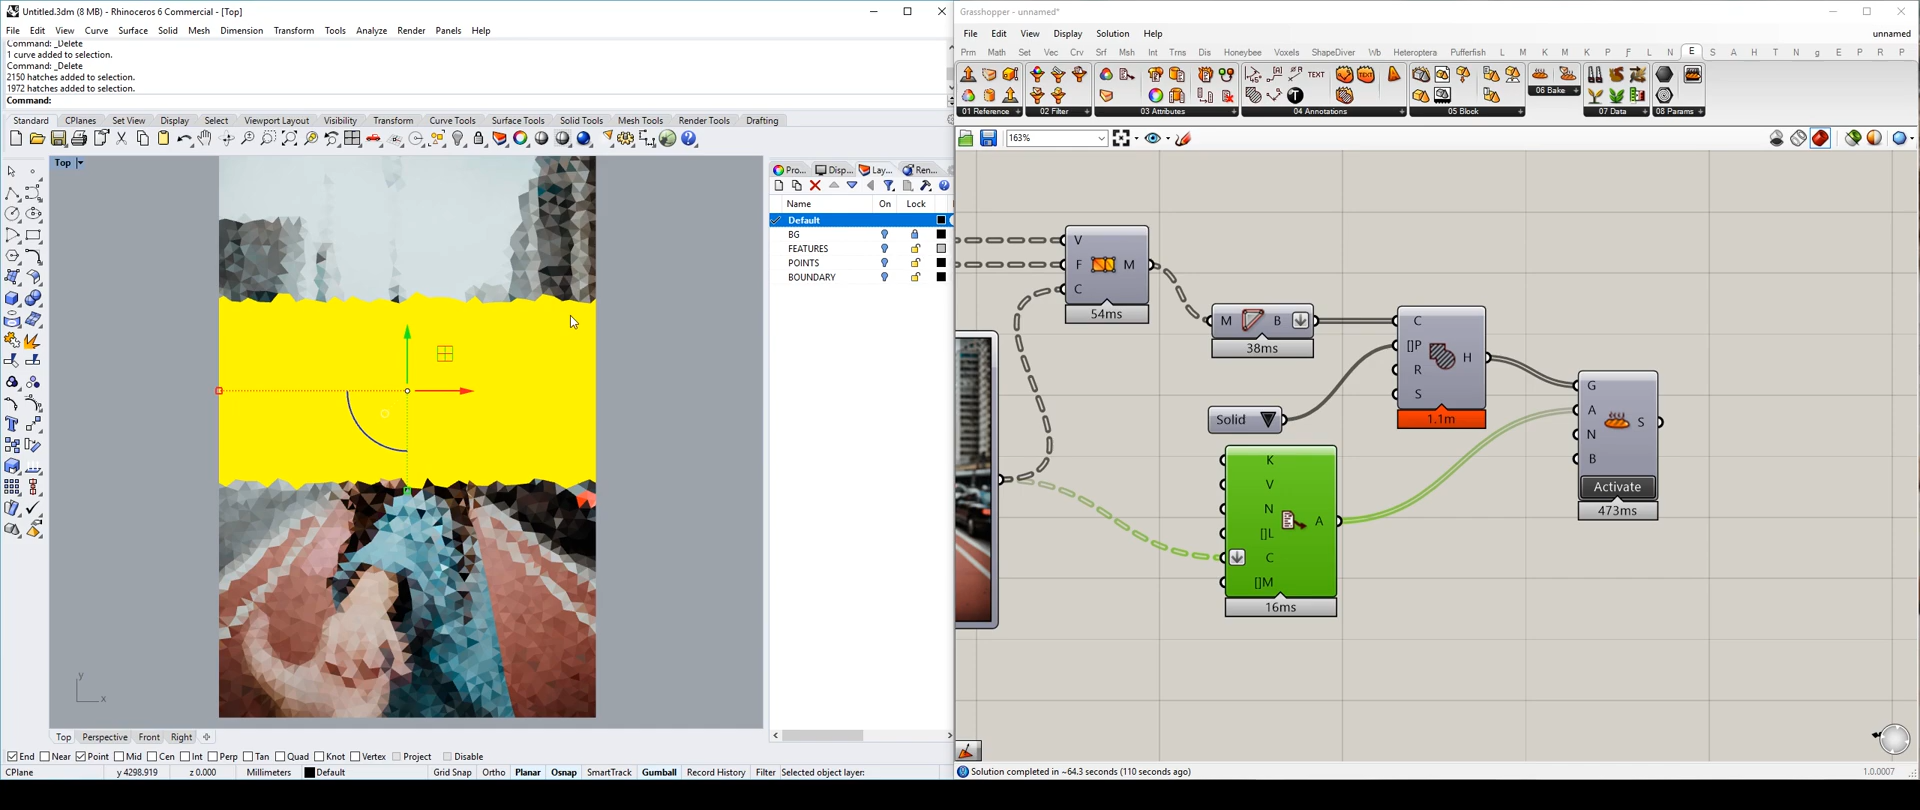 Untitled.3dm (8 MB) - Rhinoceros 6 Commercial - [Top]
File Edit View Curve Surface Solid Mesh Dimension Transform Tools Analyze Render Panels Help
Command: _Delete
1 curve added to selection.
Command: _Delete
2150 hatches added to selection.
1972 hatches added to selection.
Command:
Standard CPlanes Set View Display Select Viewport Layout Visibility Transform Curve Tools Surface Tools Solid Tools Mesh Tools Render Tools Drafting
Top
Pro... Disp... Lay... Ren...
Name On Lock
Default
BG
FEATURES
POINTS
BOUNDARY
y
x
Top Perspective Front Right
End Near Point Mid Cen Int Perp Tan Quad Knot Vertex Project Disable
CPlane y 4298.919 z 0.000 Millimeters Default Grid Snap Ortho Planar Osnap SmartTrack Gumball Record History Filter Selected object layer:
Grasshopper - unnamed*
File Edit View Display Solution Help unnamed
Prm Math Set Vec Crv Srf Msh Int Trns Dis Honeybee Voxels ShapeDiver Wb Heteroptera Pufferfish L M K M K P F L N E S A H T N g E R P
TEXT
TEXT
01 Reference 02 Filter 03 Attributes 04 Annotations 05 Block 06 Bake 07 Data 08 Params
163%
V
F M
C
54ms
M B
38ms
C
[]P H
R
S
1.1m
Solid
K
V
N
[]L A
C
[]M
16ms
G
A S
N
B
Activate
473ms
Solution completed in ~64.3 seconds (110 seconds ago) 1.0.0007